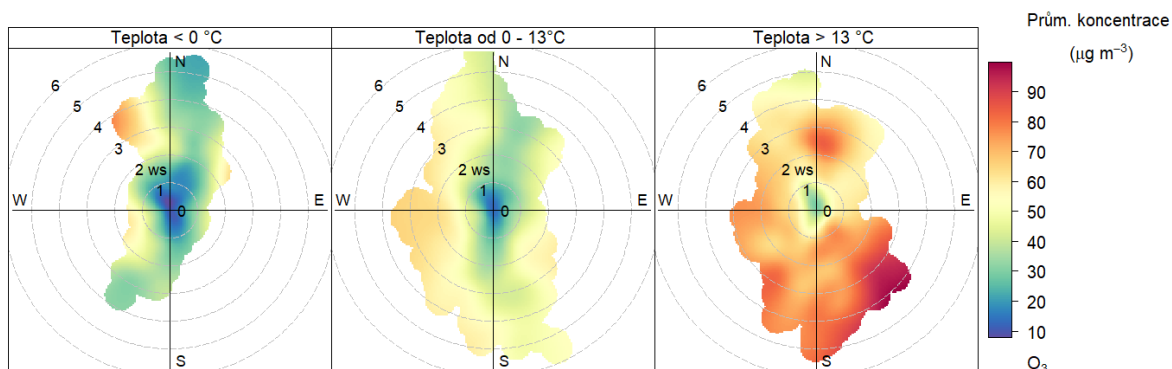 Teplota < 0 °C
Teplota od 0 - 13°C
Teplota > 13 °C
Prům. koncentrace
(μg m⁻³)
N
6
5
4
3
2 ws
1
0
W
E
S
N
6
5
4
3
2 ws
1
0
W
E
S
N
6
5
4
3
2 ws
1
0
W
E
S
90
80
70
60
50
40
30
20
10
O₃